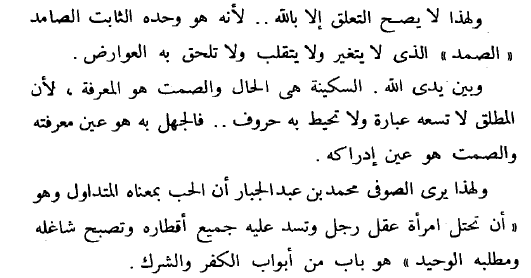 ولهذا لا يصح التعلق إلا بالله .. لأنه هو وحده الثابت الصامد
« الصمد » الذى لا يتغير ولا يتقلب ولا تلحق به العوارض .
وبين يدى الله . السكينة هى الحال والصمت هو المعرفة ، لأن
المطلق لا تسعه عبارة ولا تحيط به حروف .. فالجهل به هو عين معرفته
والصمت هو عين إدراكه .
ولهذا يرى الصوفى محمد بن عبد الجبار أن الحب بمعناه المتداول وهو
« أن تحتل امرأة عقل رجل وتسد عليه جميع أقطاره وتصبح شاغله
ومطلبه الوحيد » هو باب من أبواب الكفر والشرك .